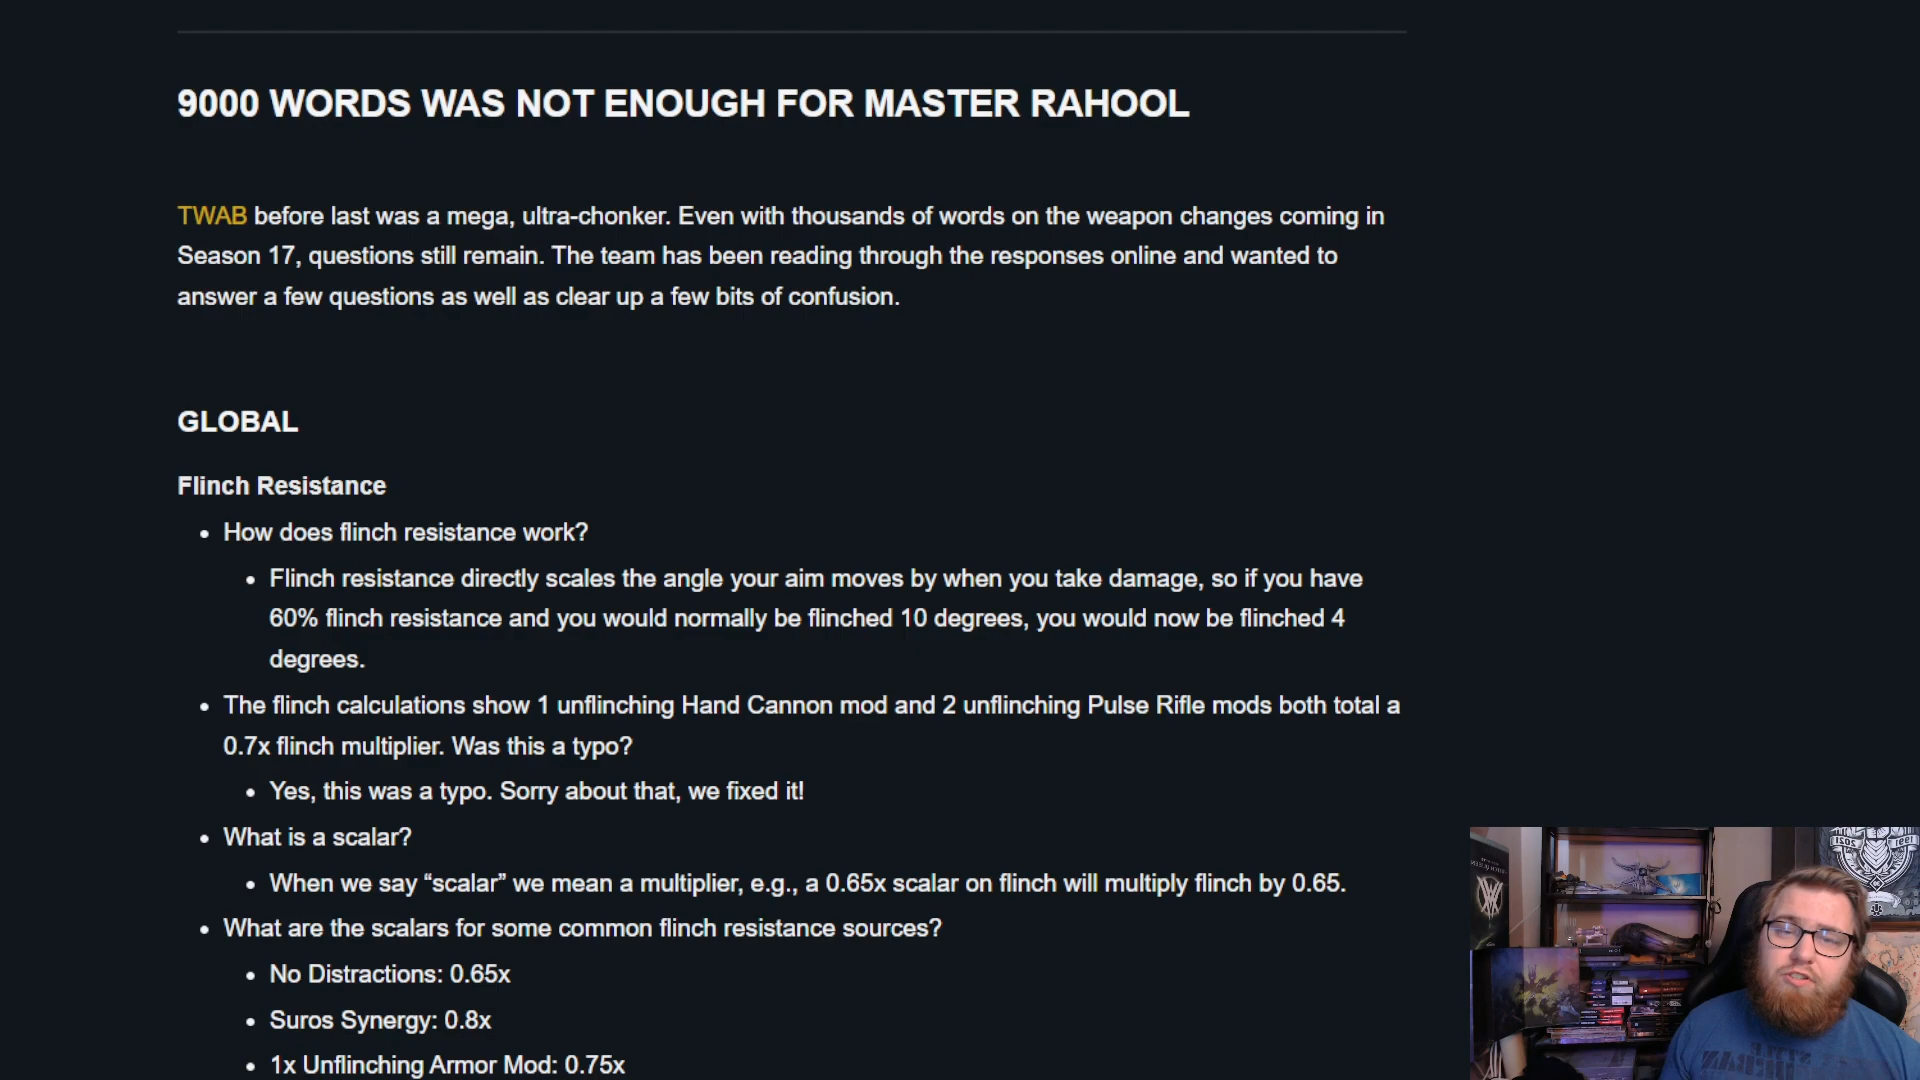 9000 WORDS WAS NOT ENOUGH FOR MASTER RAHOOL
TWAB before last was a mega, ultra-chonker. Even with thousands of words on the weapon changes coming in
Season 17, questions still remain. The team has been reading through the responses online and wanted to
answer a few questions as well as clear up a few bits of confusion.
GLOBAL
Flinch Resistance
• How does flinch resistance work?
• Flinch resistance directly scales the angle your aim moves by when you take damage, so if you have
60% flinch resistance and you would normally be flinched 10 degrees, you would now be flinched 4
degrees.
• The flinch calculations show 1 unflinching Hand Cannon mod and 2 unflinching Pulse Rifle mods both total a
0.7x flinch multiplier. Was this a typo?
• Yes, this was a typo. Sorry about that, we fixed it!
• What is a scalar?
• When we say “scalar” we mean a multiplier, e.g., a 0.65x scalar on flinch will multiply flinch by 0.65.
• What are the scalars for some common flinch resistance sources?
• No Distractions: 0.65x
• Suros Synergy: 0.8x
• 1x Unflinching Armor Mod: 0.75x